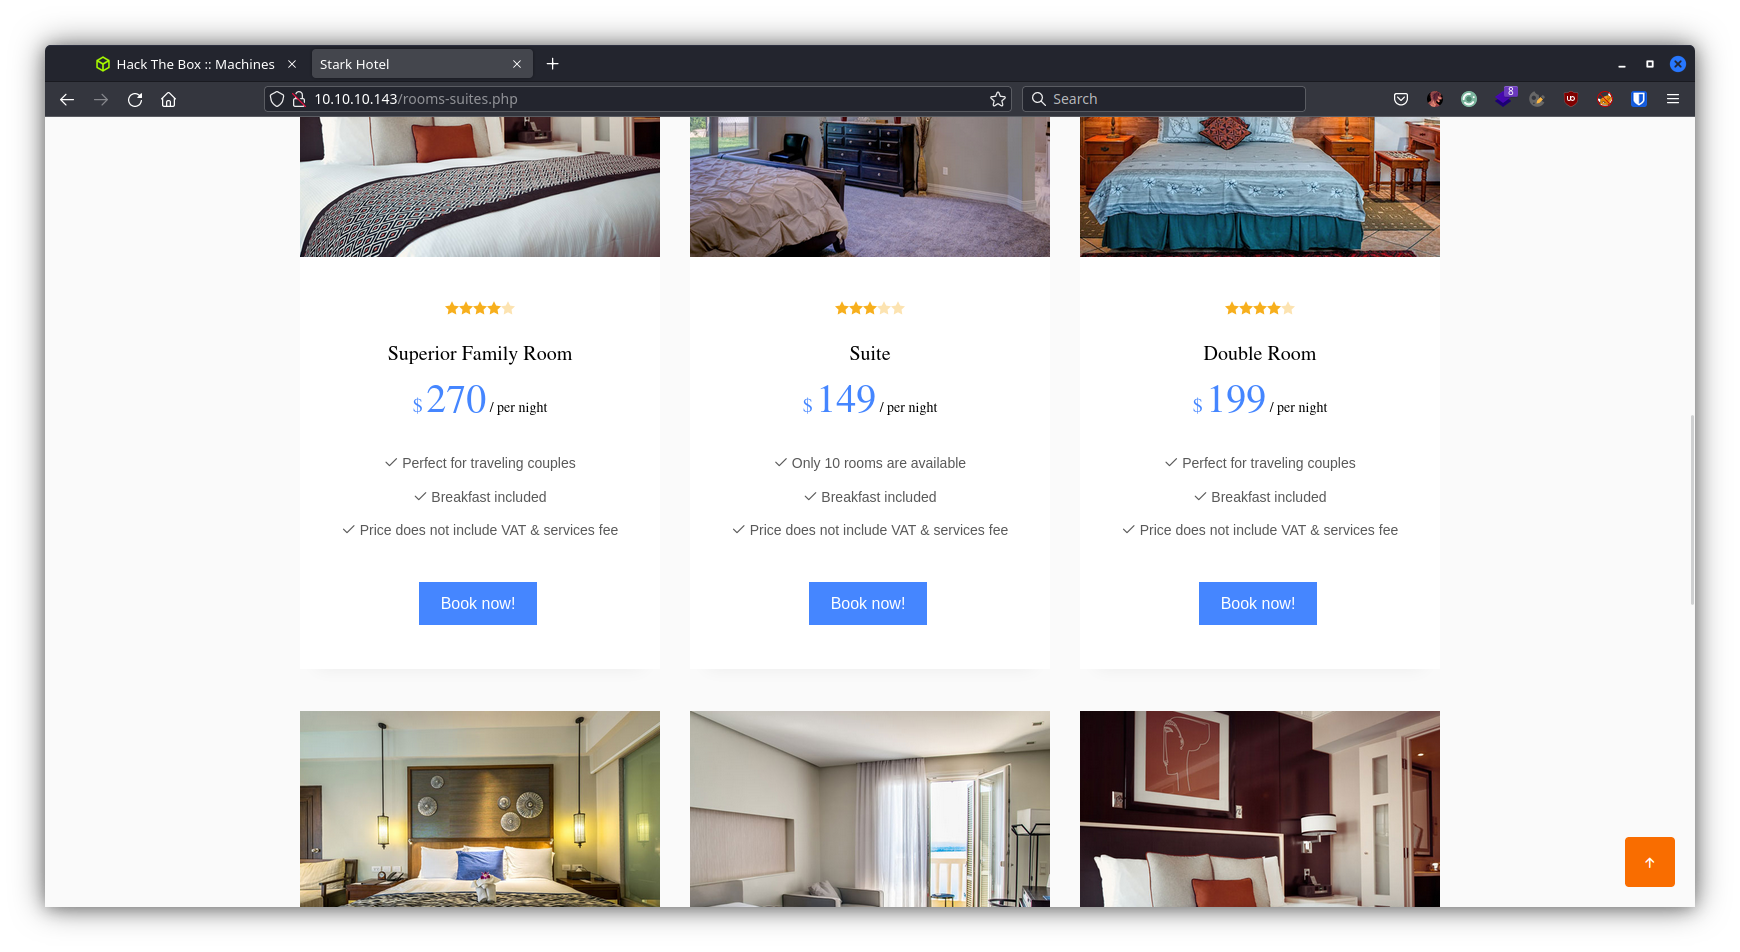 Hack The Box :: Machines
Stark Hotel
10.10.10.143/rooms-suites.php
Search
8
Superior Family Room
$ 270 / per night
Perfect for traveling couples
Breakfast included
Price does not include VAT & services fee
Book now!
Suite
$ 149 / per night
Only 10 rooms are available
Breakfast included
Price does not include VAT & services fee
Book now!
Double Room
$ 199 / per night
Perfect for traveling couples
Breakfast included
Price does not include VAT & services fee
Book now!